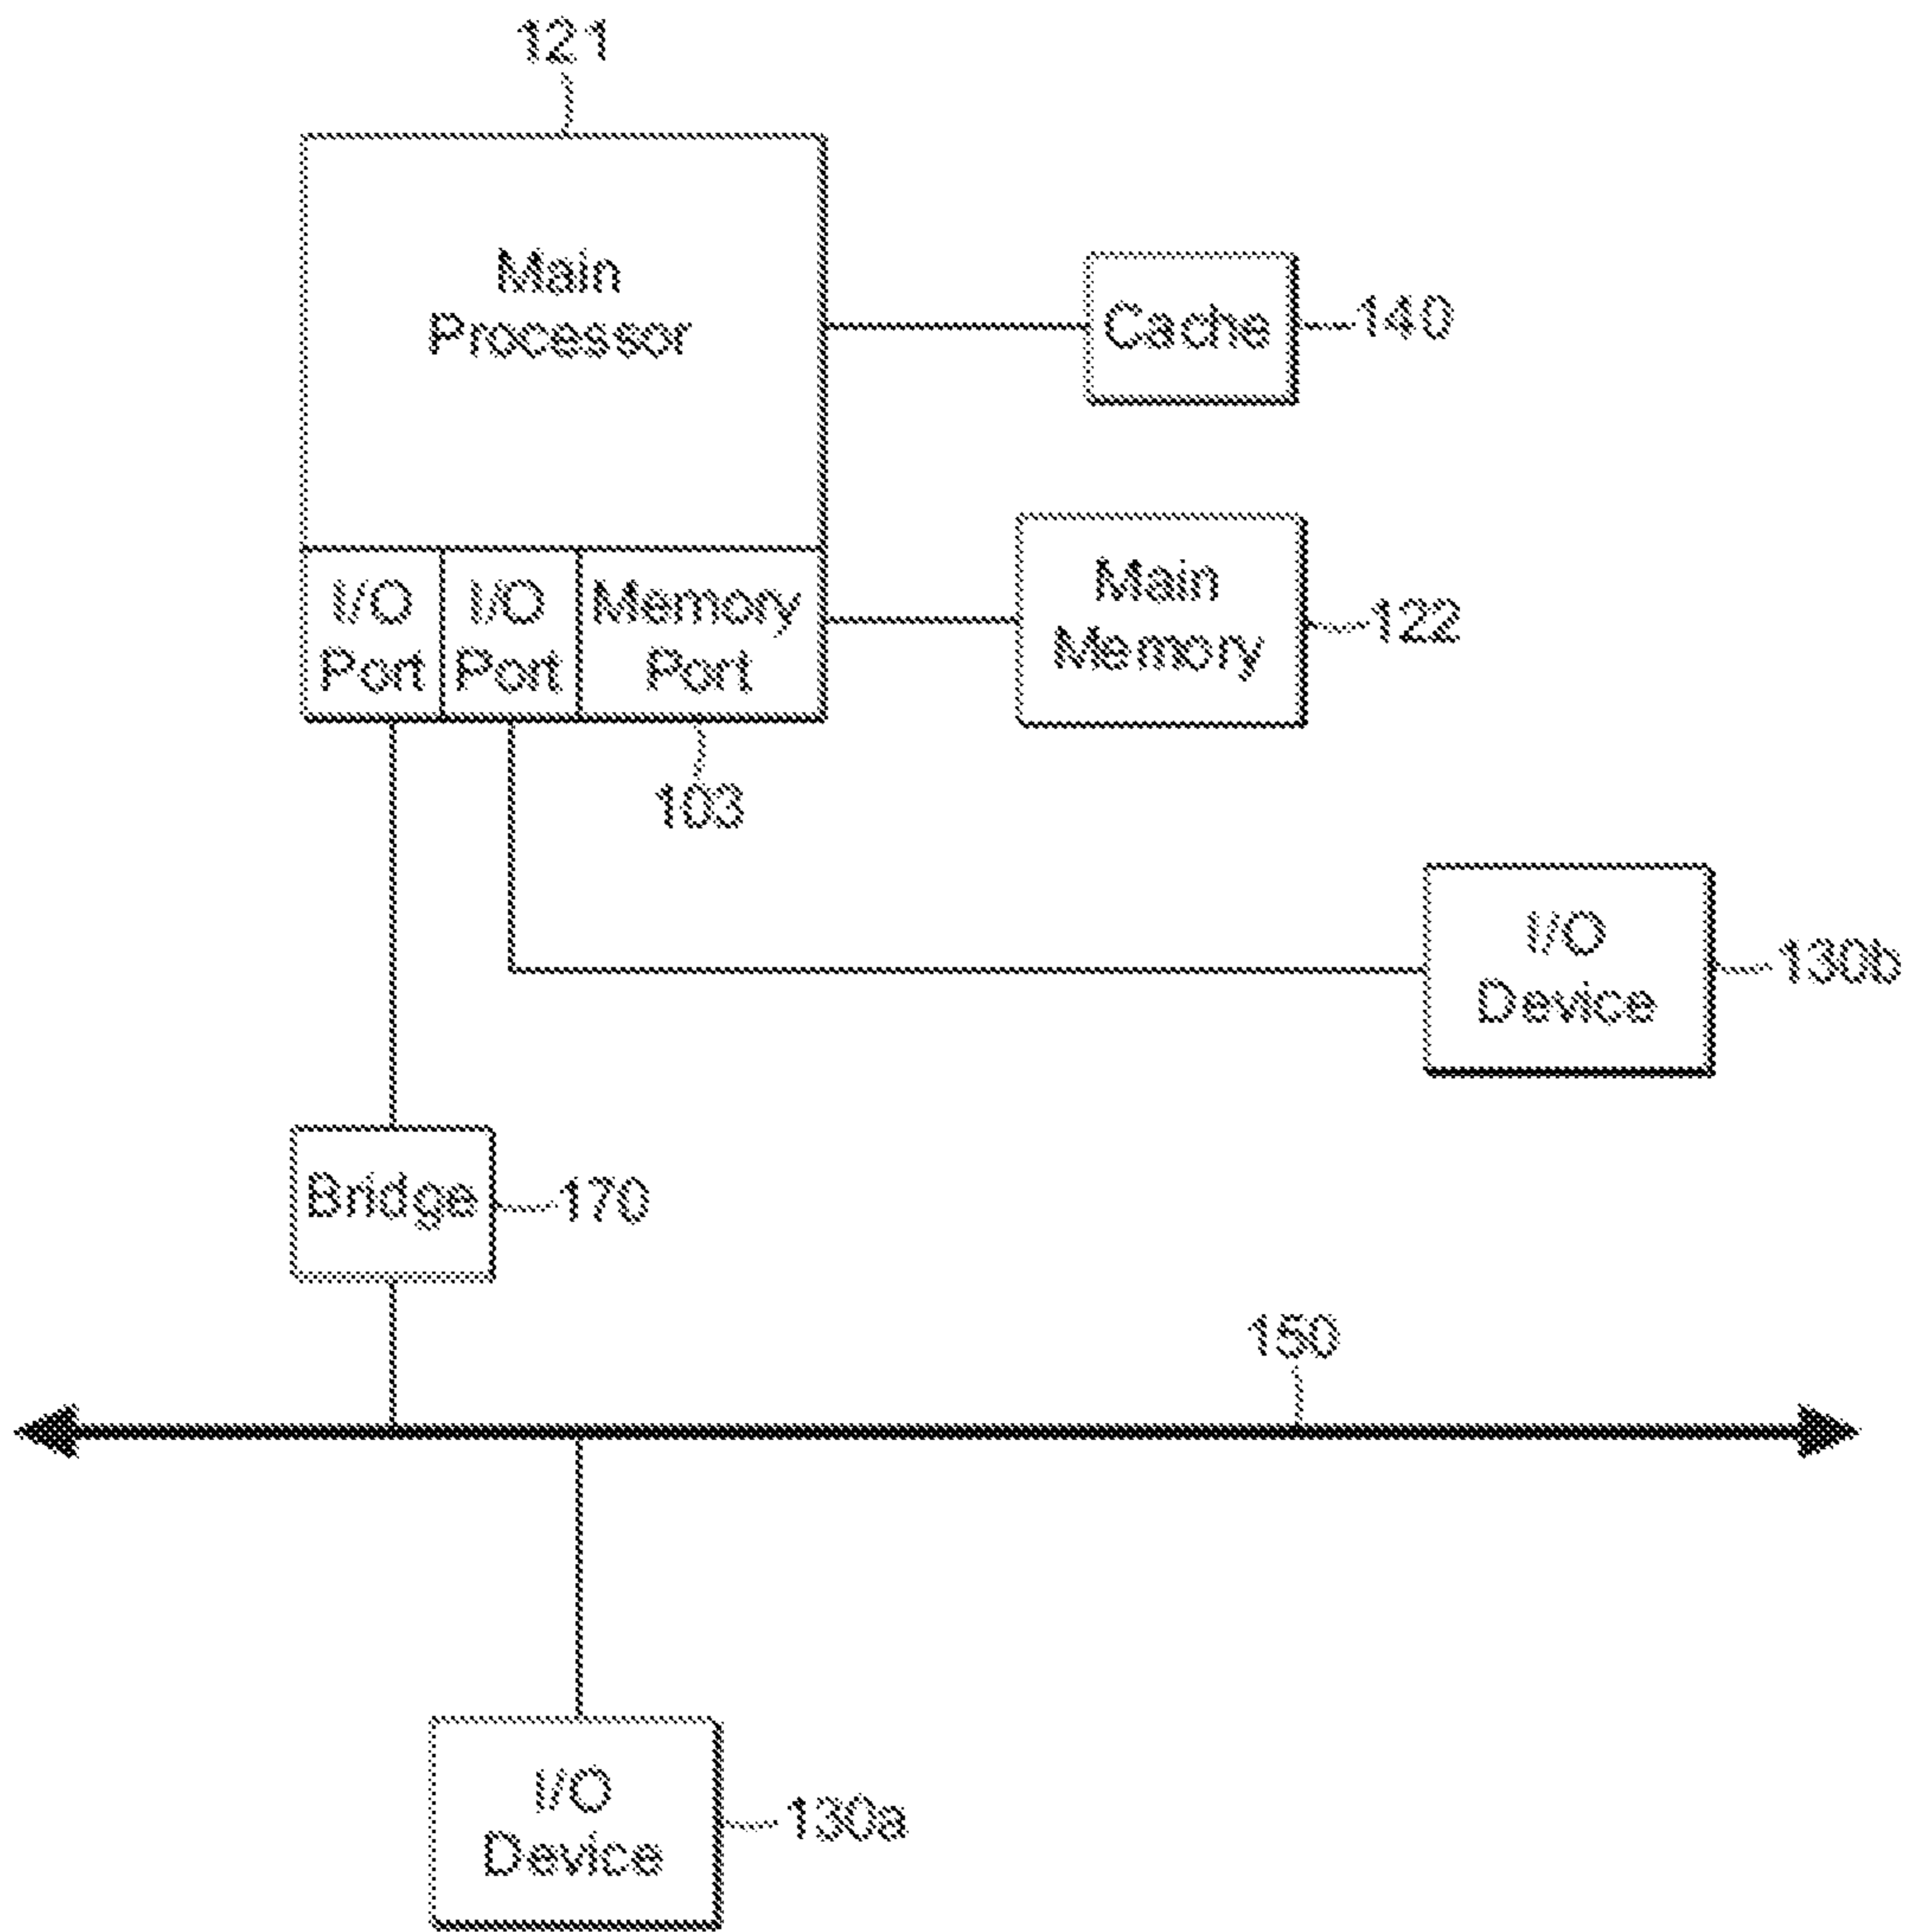 121
Main
Processor
Cache
140
I/O
Port
I/O
Port
Memory
Port
Main
Memory
122
103
I/O
Device
130b
Bridge
170
150
I/O
Device
130a